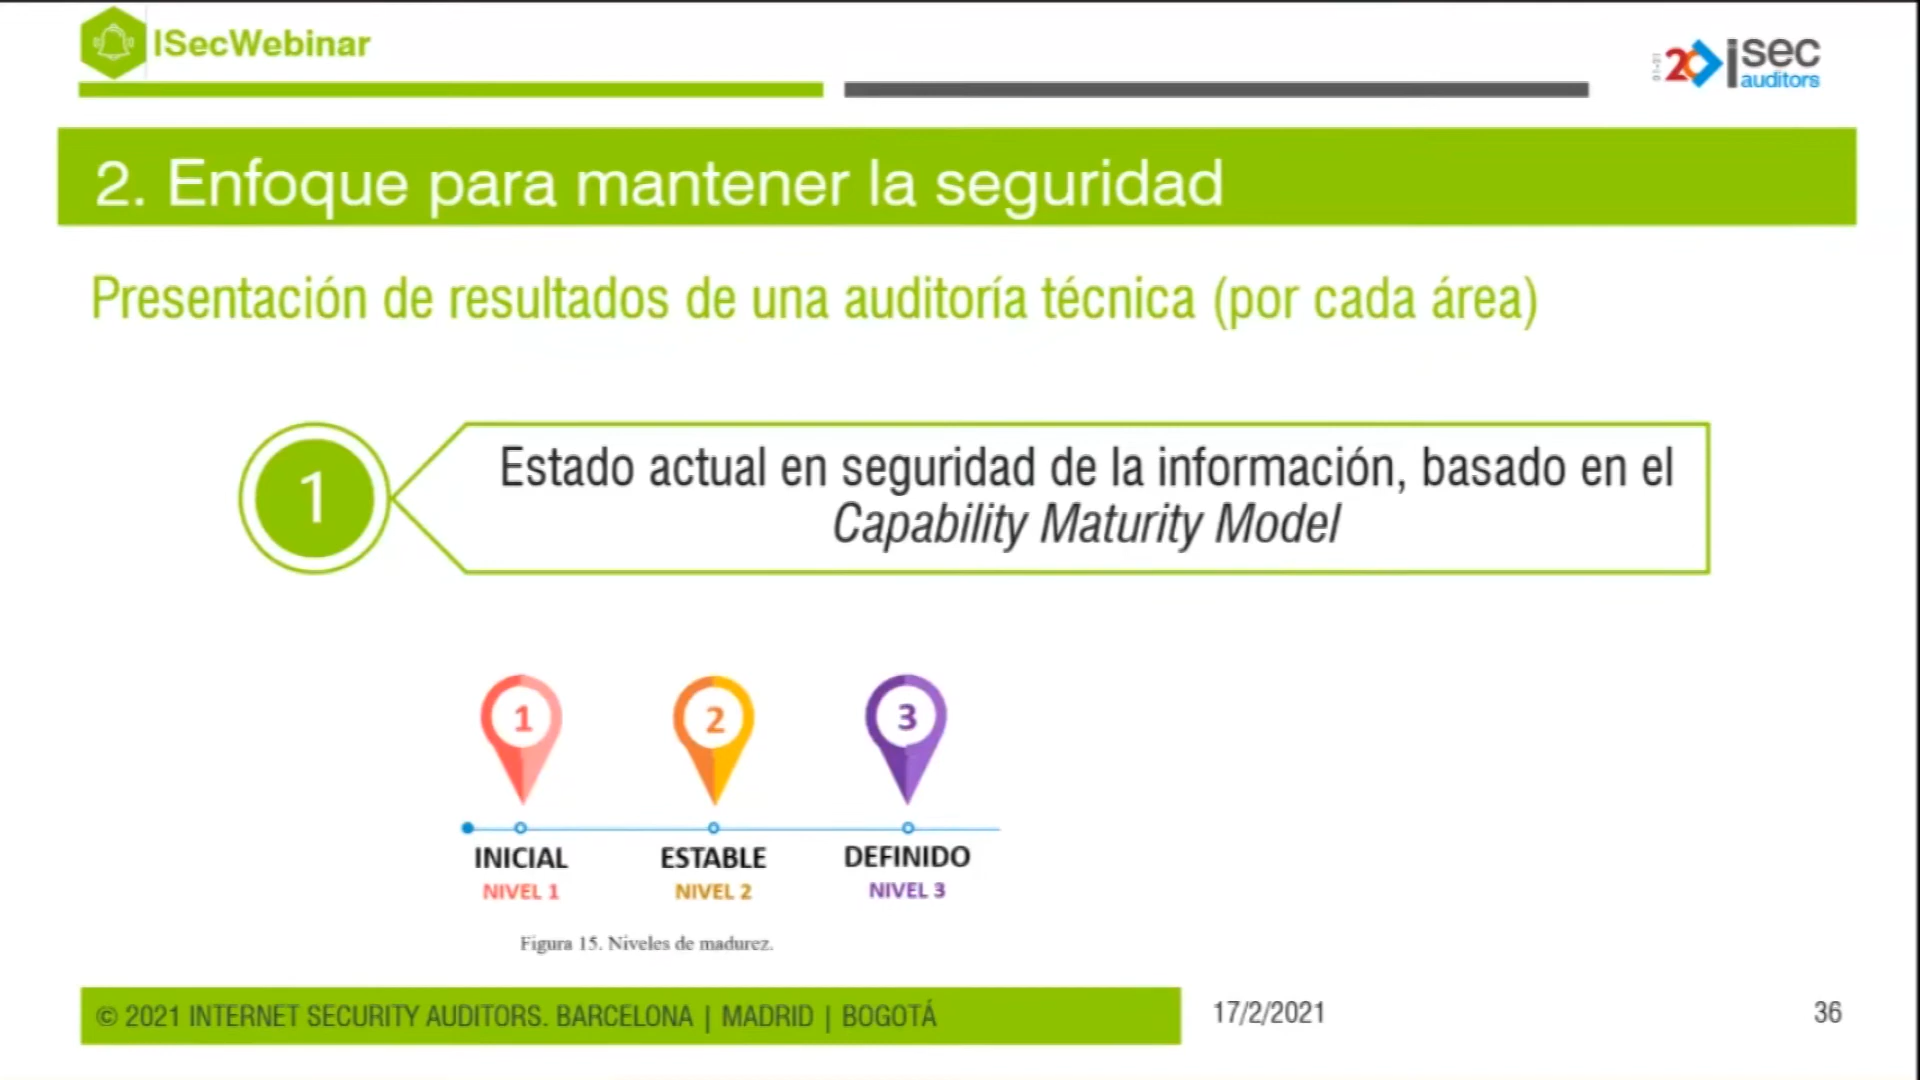 ISecWebinar
20 isec
auditors
2. Enfoque para mantener la seguridad
Presentación de resultados de una auditoría técnica (por cada área)
1
Estado actual en seguridad de la información, basado en el
Capability Maturity Model
1 2 3
INICIAL ESTABLE DEFINIDO
NIVEL 1 NIVEL 2 NIVEL 3
Figura 15. Niveles de madurez.
© 2021 INTERNET SECURITY AUDITORS. BARCELONA | MADRID | BOGOTÁ
17/2/2021
36